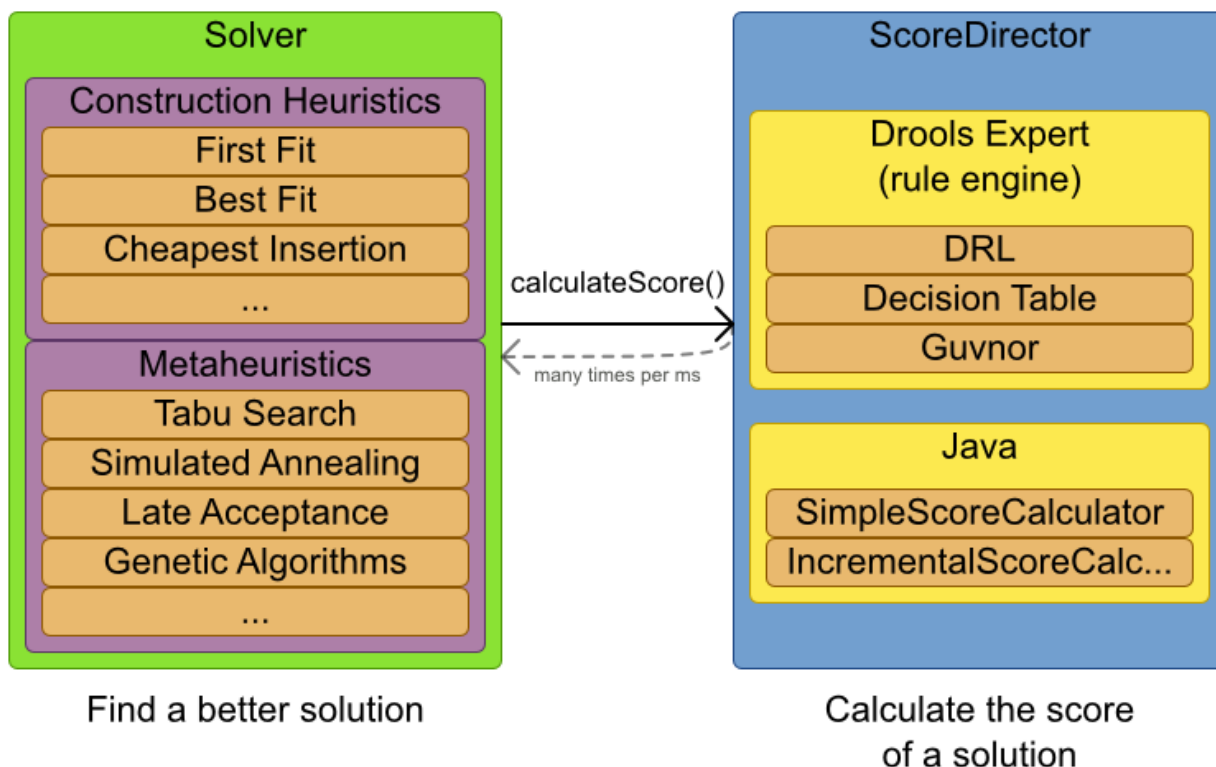 Solver
Construction Heuristics
First Fit
Best Fit
Cheapest Insertion
...
Metaheuristics
Tabu Search
Simulated Annealing
Late Acceptance
Genetic Algorithms
...
Find a better solution
calculateScore()
many times per ms
ScoreDirector
Drools Expert
(rule engine)
DRL
Decision Table
Guvnor
Java
SimpleScoreCalculator
IncrementalScoreCalc...
Calculate the score
of a solution